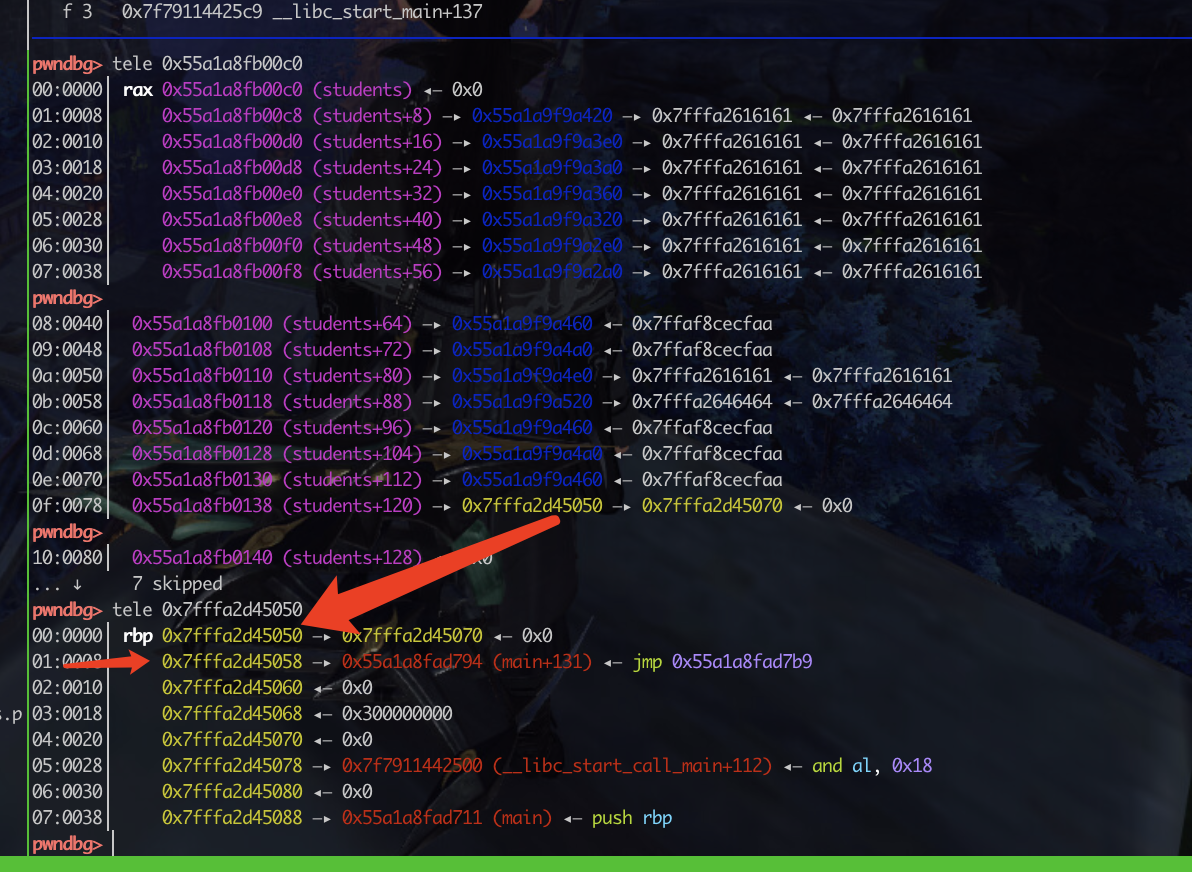 f 3   0x7f79114425c9 __libc_start_main+137
pwndbg> tele 0x55a1a8fb00c0
00:0000│ rax 0x55a1a8fb00c0 (students) ◂— 0x0
01:0008│     0x55a1a8fb00c8 (students+8) —▸ 0x55a1a9f9a420 —▸ 0x7fffa2616161 ◂— 0x7fffa2616161
02:0010│     0x55a1a8fb00d0 (students+16) —▸ 0x55a1a9f9a3e0 —▸ 0x7fffa2616161 ◂— 0x7fffa2616161
03:0018│     0x55a1a8fb00d8 (students+24) —▸ 0x55a1a9f9a3a0 —▸ 0x7fffa2616161 ◂— 0x7fffa2616161
04:0020│     0x55a1a8fb00e0 (students+32) —▸ 0x55a1a9f9a360 —▸ 0x7fffa2616161 ◂— 0x7fffa2616161
05:0028│     0x55a1a8fb00e8 (students+40) —▸ 0x55a1a9f9a320 —▸ 0x7fffa2616161 ◂— 0x7fffa2616161
06:0030│     0x55a1a8fb00f0 (students+48) —▸ 0x55a1a9f9a2e0 —▸ 0x7fffa2616161 ◂— 0x7fffa2616161
07:0038│     0x55a1a8fb00f8 (students+56) —▸ 0x55a1a9f9a2a0 —▸ 0x7fffa2616161 ◂— 0x7fffa2616161
pwndbg>
08:0040│  0x55a1a8fb0100 (students+64) —▸ 0x55a1a9f9a460 ◂— 0x7ffaf8cecfaa
09:0048│  0x55a1a8fb0108 (students+72) —▸ 0x55a1a9f9a4a0 ◂— 0x7ffaf8cecfaa
0a:0050│  0x55a1a8fb0110 (students+80) —▸ 0x55a1a9f9a4e0 —▸ 0x7fffa2616161 ◂— 0x7fffa2616161
0b:0058│  0x55a1a8fb0118 (students+88) —▸ 0x55a1a9f9a520 —▸ 0x7fffa2646464 ◂— 0x7fffa2646464
0c:0060│  0x55a1a8fb0120 (students+96) —▸ 0x55a1a9f9a460 ◂— 0x7ffaf8cecfaa
0d:0068│  0x55a1a8fb0128 (students+104) —▸ 0x55a1a9f9a4a0 ◂— 0x7ffaf8cecfaa
0e:0070│  0x55a1a8fb0130 (students+112) —▸ 0x55a1a9f9a460 ◂— 0x7ffaf8cecfaa
0f:0078│  0x55a1a8fb0138 (students+120) —▸ 0x7fffa2d45050 —▸ 0x7fffa2d45070 ◂— 0x0
pwndbg>
10:0080│  0x55a1a8fb0140 (students+128) x0
... ↓     7 skipped
pwndbg> tele 0x7fffa2d45050
00:0000│ rbp 0x7fffa2d45050 —▸ 0x7fffa2d45070 ◂— 0x0
01:0008│     0x7fffa2d45058 —▸ 0x55a1a8fad794 (main+131) ◂— jmp 0x55a1a8fad7b9
02:0010│     0x7fffa2d45060 ◂— 0x0
s.p 03:0018│     0x7fffa2d45068 ◂— 0x300000000
04:0020│     0x7fffa2d45070 ◂— 0x0
05:0028│     0x7fffa2d45078 —▸ 0x7f7911442500 (__libc_start_call_main+112) ◂— and al, 0x18
06:0030│     0x7fffa2d45080 ◂— 0x0
07:0038│     0x7fffa2d45088 —▸ 0x55a1a8fad711 (main) ◂— push rbp
pwndbg>